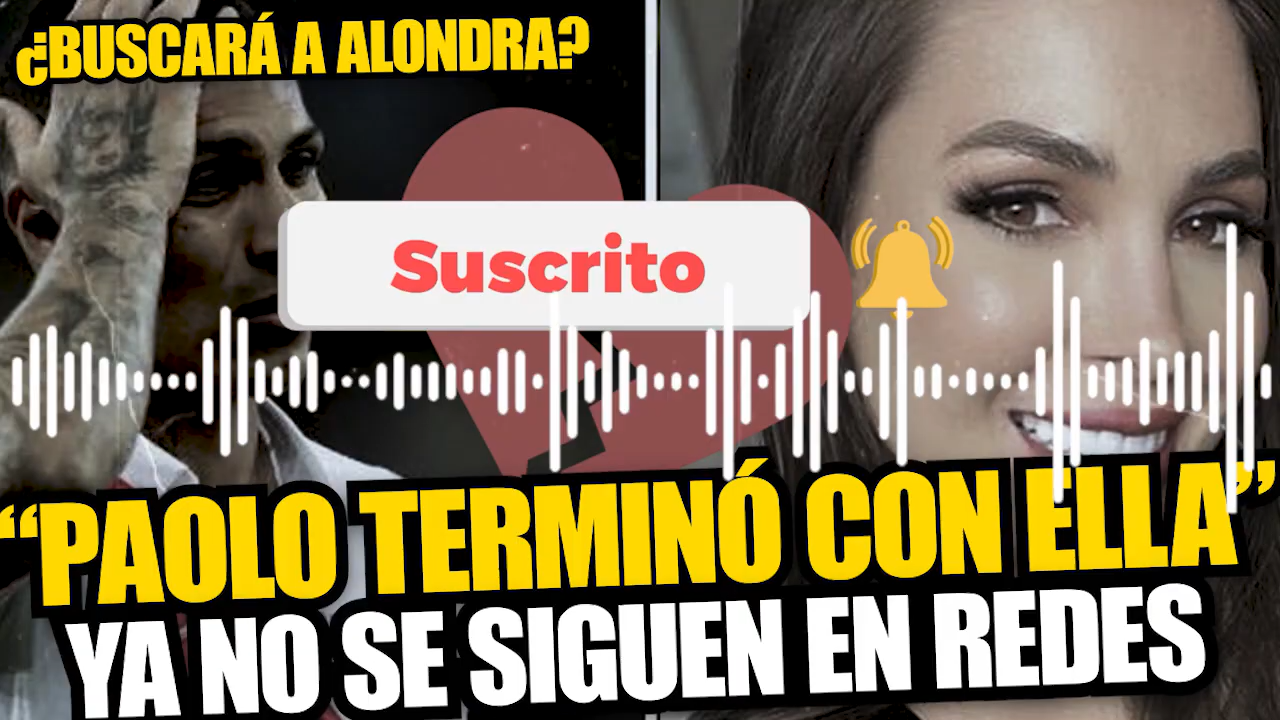 ¿BUSCARÁ A ALONDRA?
Suscrito
“PAOLO TERMINÓ CON ELLA”
YA NO SE SIGUEN EN REDES